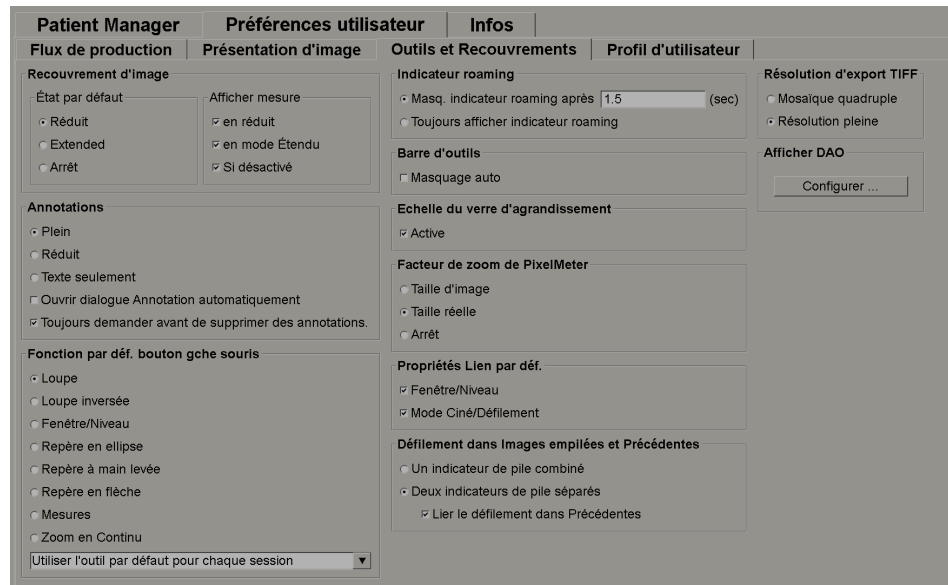 Patient Manager
Préférences utilisateur
Infos
Flux de production
Présentation d'image
Outils et Recouvrements
Profil d'utilisateur
Recouvrement d'image
État par défaut
Réduit
Extended
Arrêt
Afficher mesure
en réduit
en mode Étendu
Si désactivé
Annotations
Plein
Réduit
Texte seulement
Ouvrir dialogue Annotation automatiquement
Toujours demander avant de supprimer des annotations.
Fonction par déf. bouton gche souris
Loupe
Loupe inversée
Fenêtre/Niveau
Repère en ellipse
Repère à main levée
Repère en flèche
Mesures
Zoom en Continu
Utiliser l'outil par défaut pour chaque session
Indicateur roaming
Masq. indicateur roaming après 1.5 (sec)
Toujours afficher indicateur roaming
Barre d'outils
Masquage auto
Echelle du verre d'agrandissement
Active
Facteur de zoom de PixelMeter
Taille d'image
Taille réelle
Arrêt
Propriétés Lien par déf.
Fenêtre/Niveau
Mode Ciné/Défilement
Défilement dans Images empilées et Précédentes
Un indicateur de pile combiné
Deux indicateurs de pile séparés
Lier le défilement dans Précédentes
Résolution d'export TIFF
Mosaïque quadruple
Résolution pleine
Afficher DAO
Configurer ...